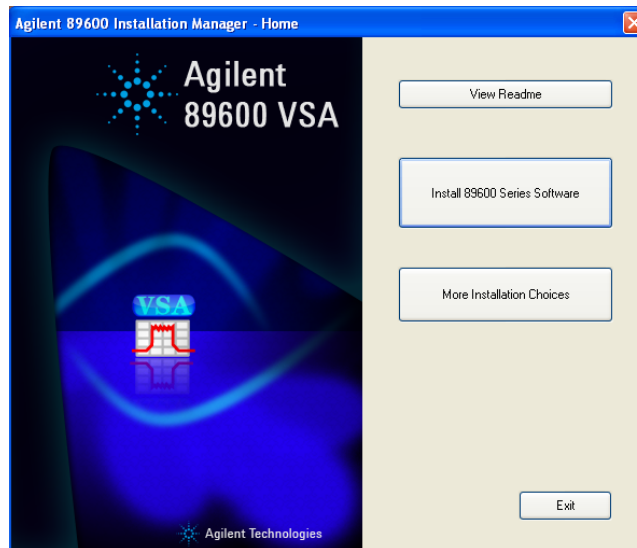 Agilent 89600 Installation Manager - Home
Agilent
89600 VSA
View Readme
Install 89600 Series Software
More Installation Choices
VSA
Exit
Agilent Technologies